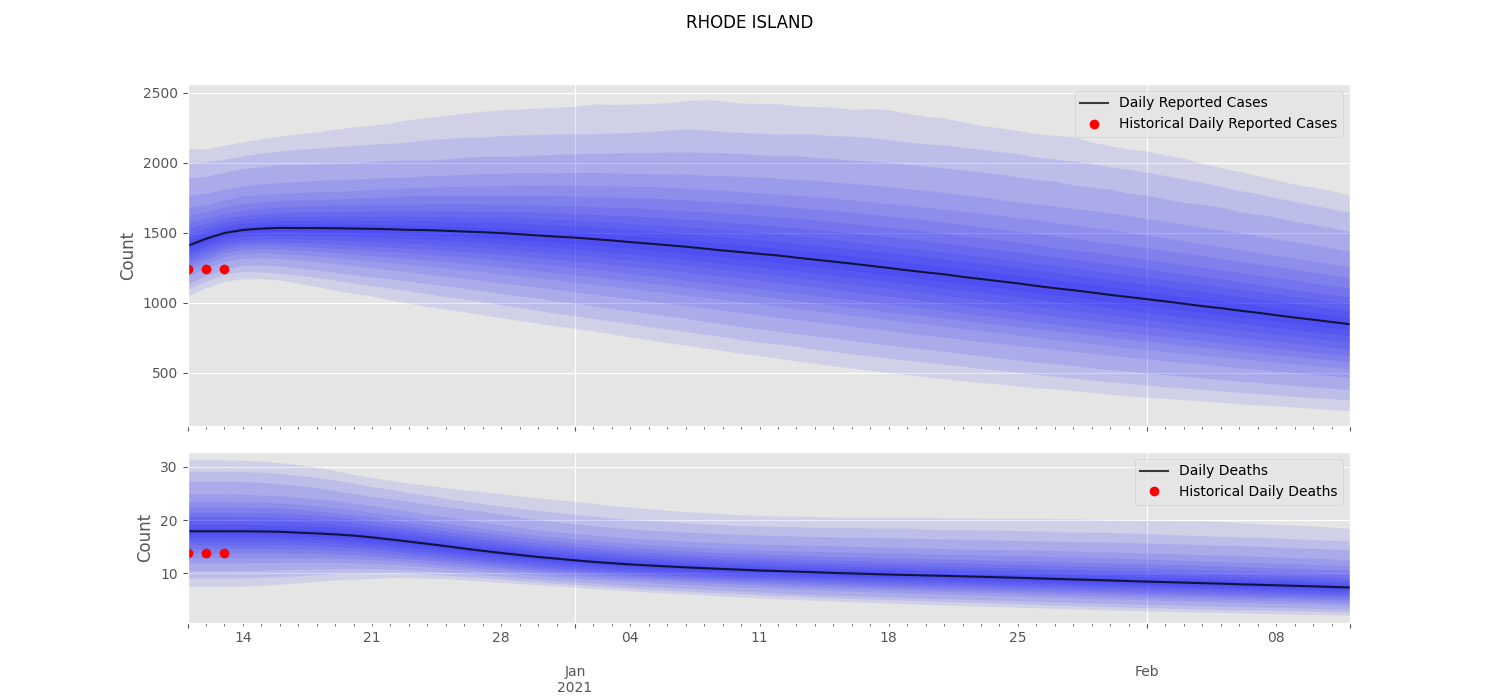 RHODE ISLAND
2500
2000
1500
1000
500
Count
Daily Reported Cases
Historical Daily Reported Cases
30
20
10
Count
Daily Deaths
Historical Daily Deaths
14 21 28 04 11 18 25 08
Jan Feb
2021